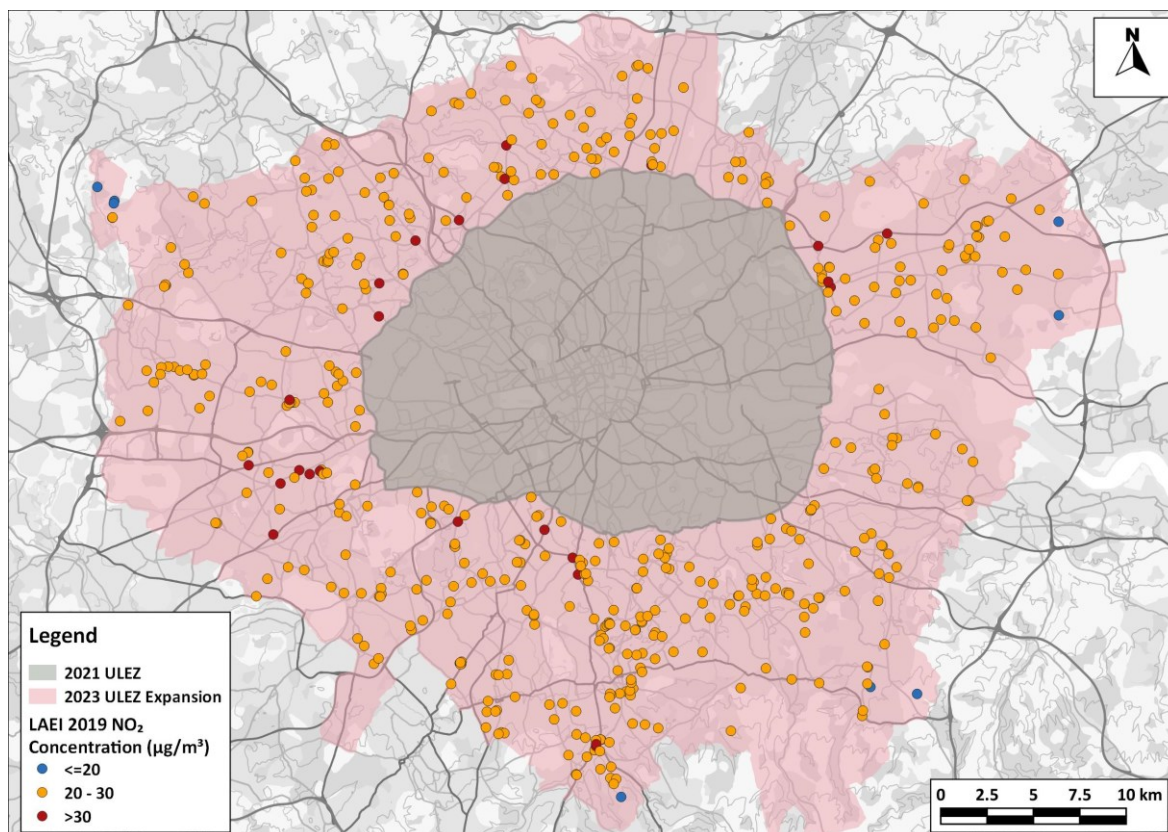 N
Legend
2021 ULEZ
2023 ULEZ Expansion
LAEI 2019 NO₂
Concentration (µg/m³)
<=20
20 - 30
>30
0 2.5 5 7.5 10 km